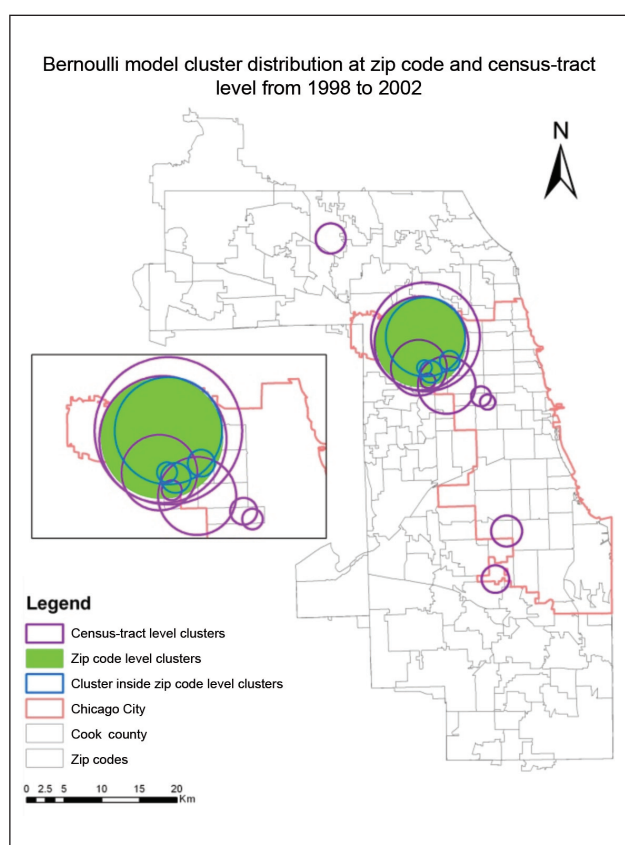 Bernoulli model cluster distribution at zip code and census-tract
level from 1998 to 2002
N
Legend
Census-tract level clusters
Zip code level clusters
Cluster inside zip code level clusters
Chicago City
Cook county
Zip codes
0 2.5 5 10 15 20
Km